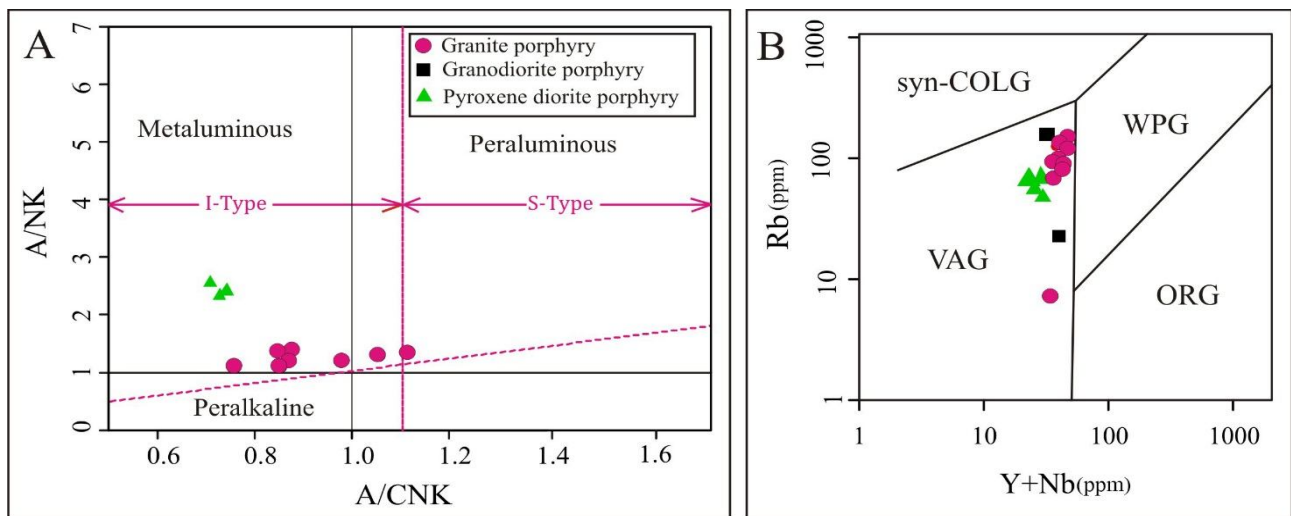 A
Granite porphyry
Granodiorite porphyry
Pyroxene diorite porphyry
Metaluminous
Peraluminous
I-Type
S-Type
Peralkaline
7
6
5
4
3
2
1
0
A/NK
0.6
0.8
1.0
1.2
1.4
1.6
A/CNK
B
syn-COLG
WPG
VAG
ORG
1000
100
10
1
Rb(ppm)
1
10
100
1000
Y+Nb(ppm)